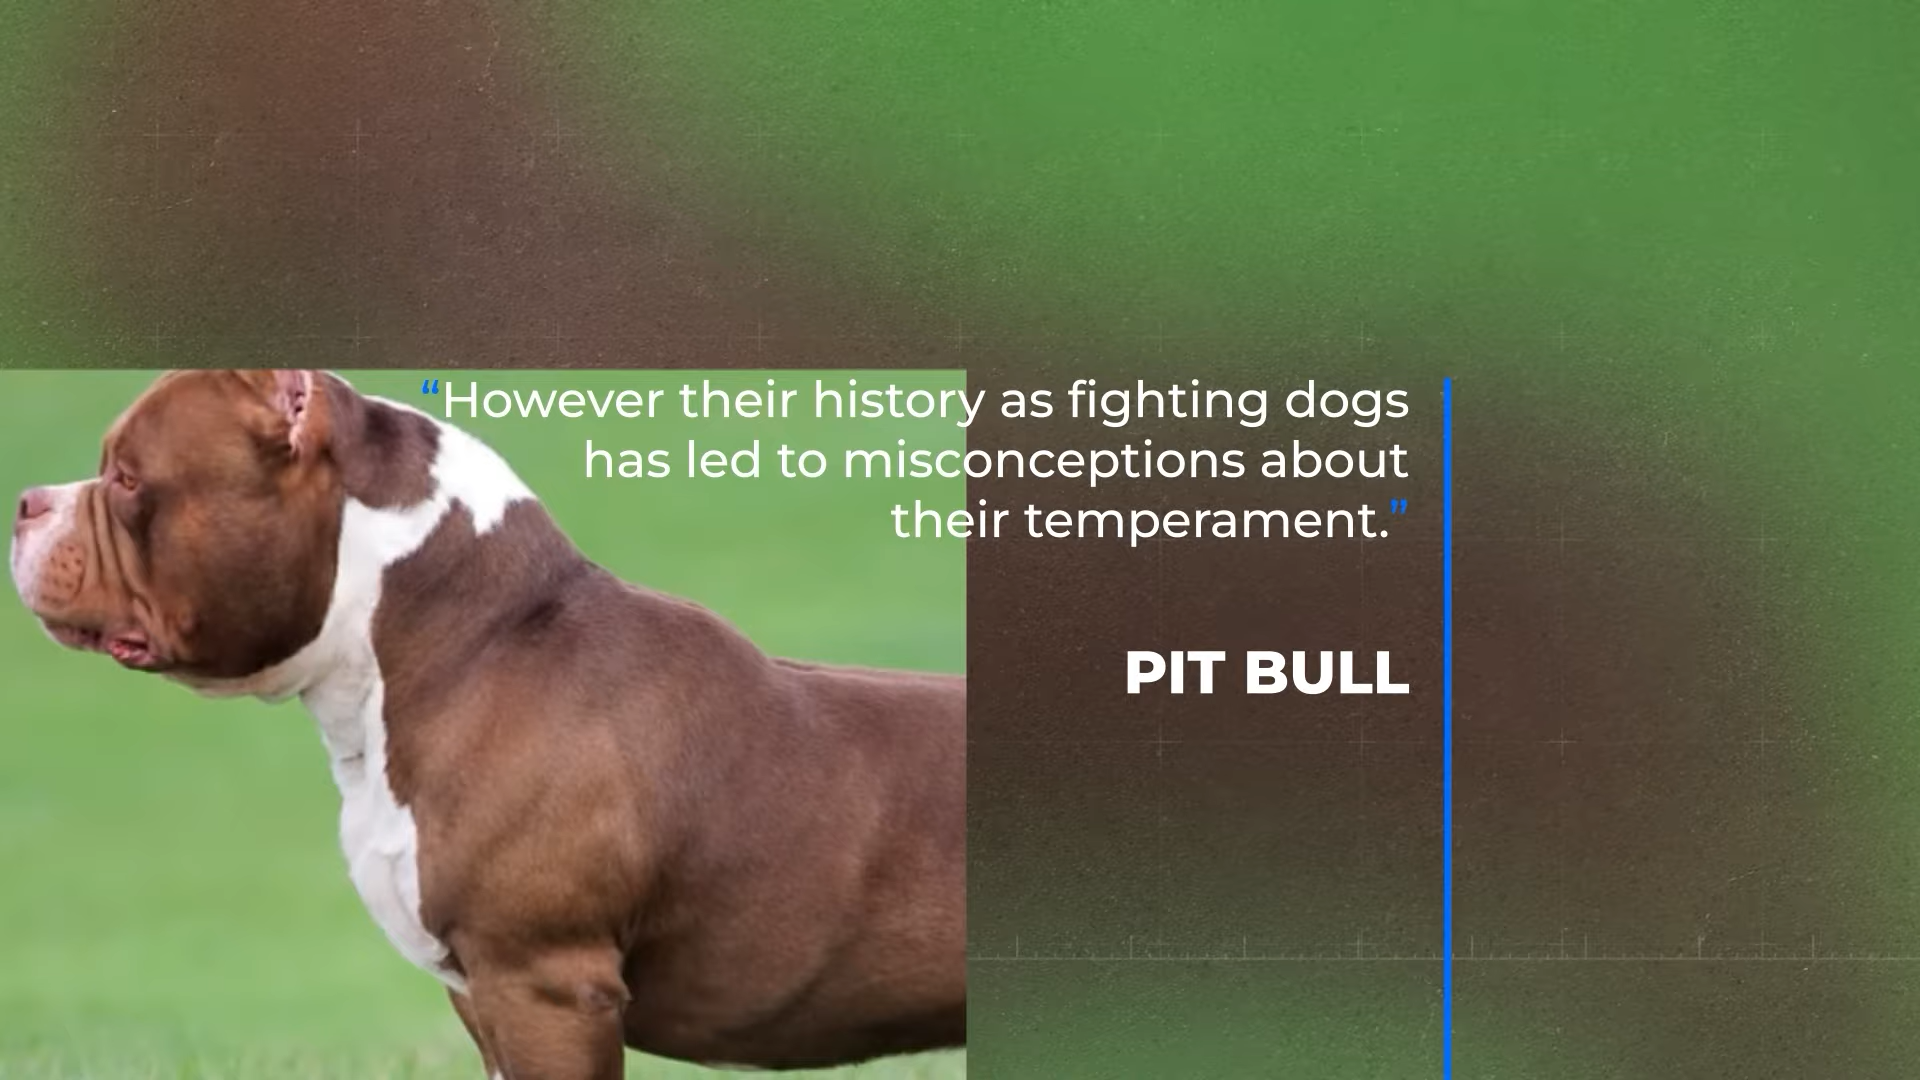 “However their history as fighting dogs
has led to misconceptions about
their temperament.”
PIT BULL